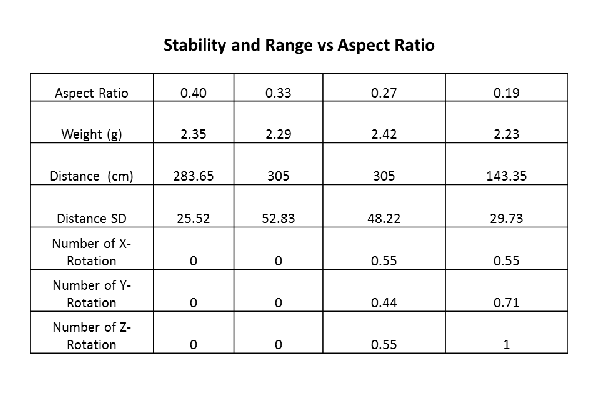 Stability and Range vs Aspect Ratio
Aspect Ratio 0.40 0.33 0.27 0.19
Weight (g) 2.35 2.29 2.42 2.23
Distance (cm) 283.65 305 305 143.35
Distance SD 25.52 52.83 48.22 29.73
Number of X-
Rotation 0 0 0.55 0.55
Number of Y-
Rotation 0 0 0.44 0.71
Number of Z-
Rotation 0 0 0.55 1